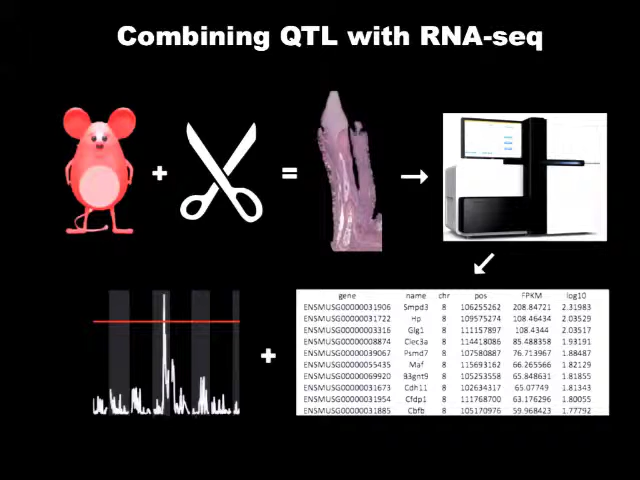 Combining QTL with RNA-seq
+ =
gene name chr pos FPKM log10
ENSMUSG00000031906 Smpd3 8 106255262 208.84721 2.31983
ENSMUSG00000031722 Hp 8 109575274 108.46434 2.03529
ENSMUSG00000003316 Glg1 8 111157897 108.4344 2.03517
ENSMUSG00000008874 Clec3a 8 114418086 85.488358 1.93191
ENSMUSG00000039067 Psmd7 8 107580887 76.713967 1.88487
ENSMUSG00000055435 Maf 8 115693162 66.265566 1.82129
ENSMUSG00000069920 B3gnt9 8 105253558 65.848631 1.81855
ENSMUSG00000031673 Cdh11 8 102634317 65.07749 1.81343
ENSMUSG00000031954 Cfdp1 8 111768700 63.176296 1.80055
ENSMUSG00000031885 Cbfb 8 105170976 59.968423 1.77792
+